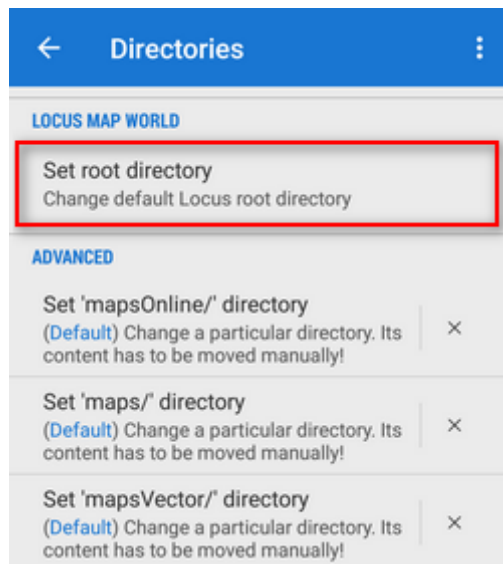 Directories
LOCUS MAP WORLD
Set root directory
Change default Locus root directory
ADVANCED
Set 'mapsOnline/' directory
(Default) Change a particular directory. Its
content has to be moved manually!
Set 'maps/' directory
(Default) Change a particular directory. Its
content has to be moved manually!
Set 'mapsVector/' directory
(Default) Change a particular directory. Its
content has to be moved manually!